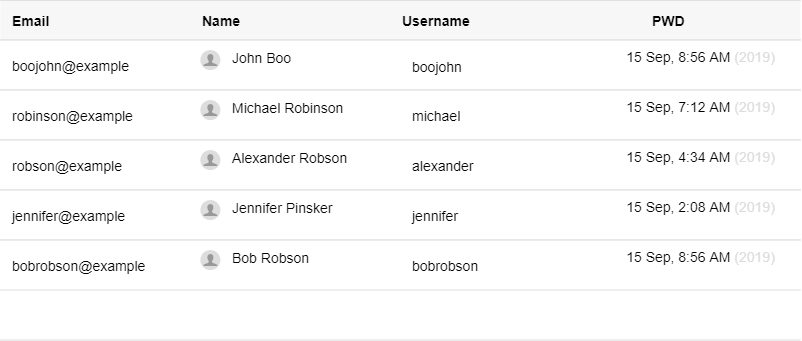 Email Name Username PWD
boojohn@example John Boo boojohn 15 Sep, 8:56 AM (2019)
robinson@example Michael Robinson michael 15 Sep, 7:12 AM (2019)
robson@example Alexander Robson alexander 15 Sep, 4:34 AM (2019)
jennifer@example Jennifer Pinsker jennifer 15 Sep, 2:08 AM (2019)
bobrobson@example Bob Robson bobrobson 15 Sep, 8:56 AM (2019)